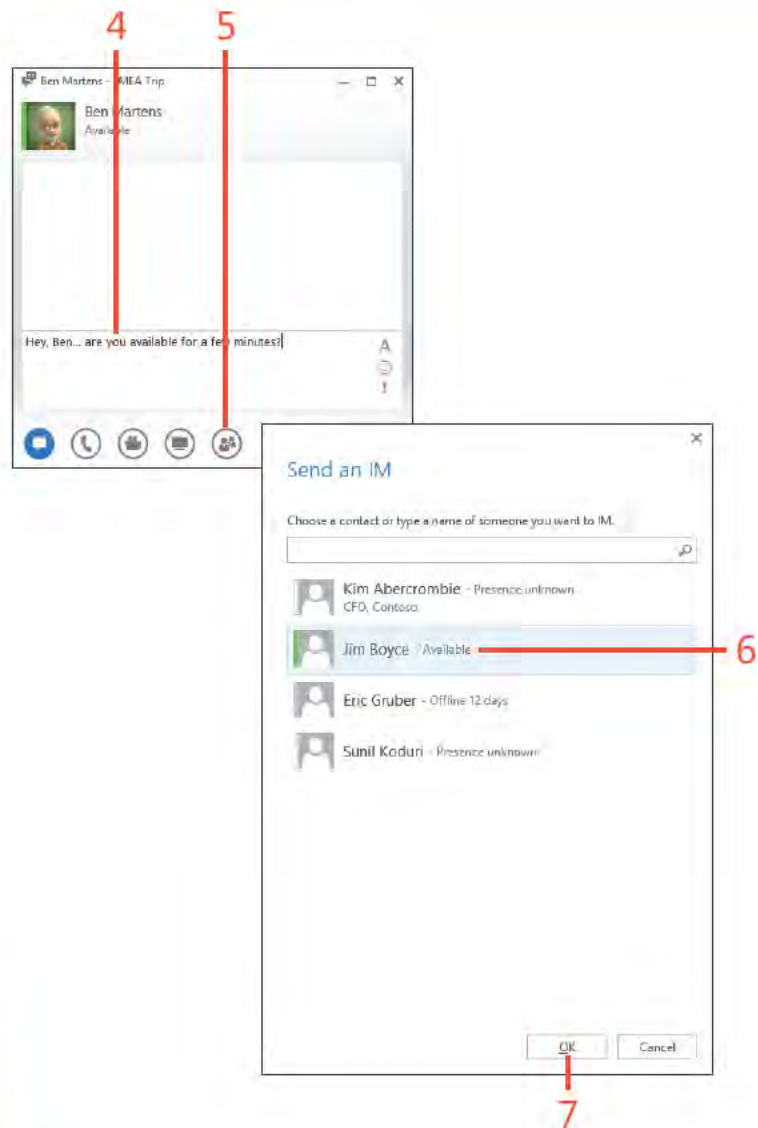 4 5
Ben Martens - MEA Trip
Ben Martens
Available
Hey, Ben... are you available for a few minutes?
A
!
Send an IM
Choose a contact or type a name of someone you want to IM.
Kim Abercrombie - Presence unknown
CFO, Contoso
Jim Boyce - Available
6
Eric Gruber - Offline 12 days
Sunil Koduri - Presence unknown
OK Cancel
7